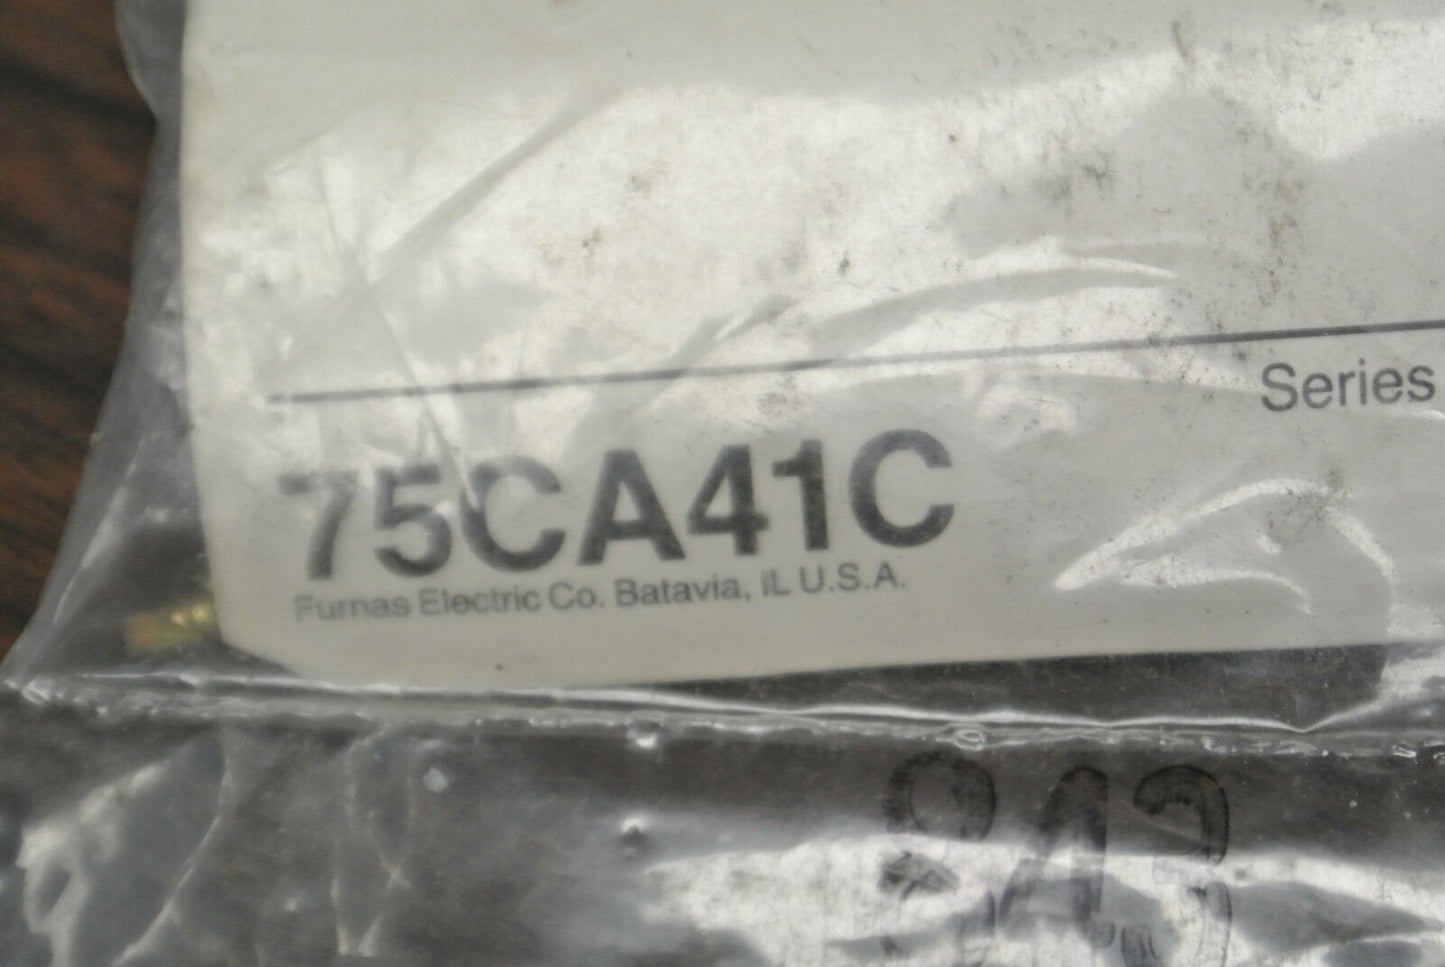 Series
75CA41C
Furnas Electric Co. Batavia, IL U.S.A.